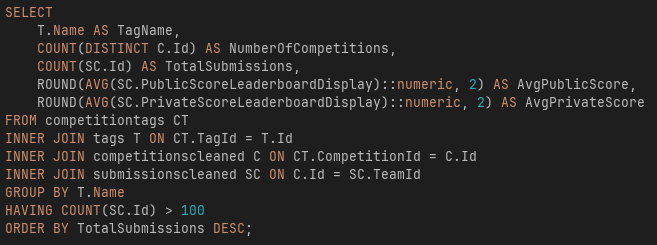 SELECT
    T.Name AS TagName,
    COUNT(DISTINCT C.Id) AS NumberOfCompetitions,
    COUNT(SC.Id) AS TotalSubmissions,
    ROUND(AVG(SC.PublicScoreLeaderboardDisplay)::numeric, 2) AS AvgPublicScore,
    ROUND(AVG(SC.PrivateScoreLeaderboardDisplay)::numeric, 2) AS AvgPrivateScore
FROM competitiontags CT
INNER JOIN tags T ON CT.TagId = T.Id
INNER JOIN competitionscleaned C ON CT.CompetitionId = C.Id
INNER JOIN submissionscleaned SC ON C.Id = SC.TeamId
GROUP BY T.Name
HAVING COUNT(SC.Id) > 100
ORDER BY TotalSubmissions DESC;